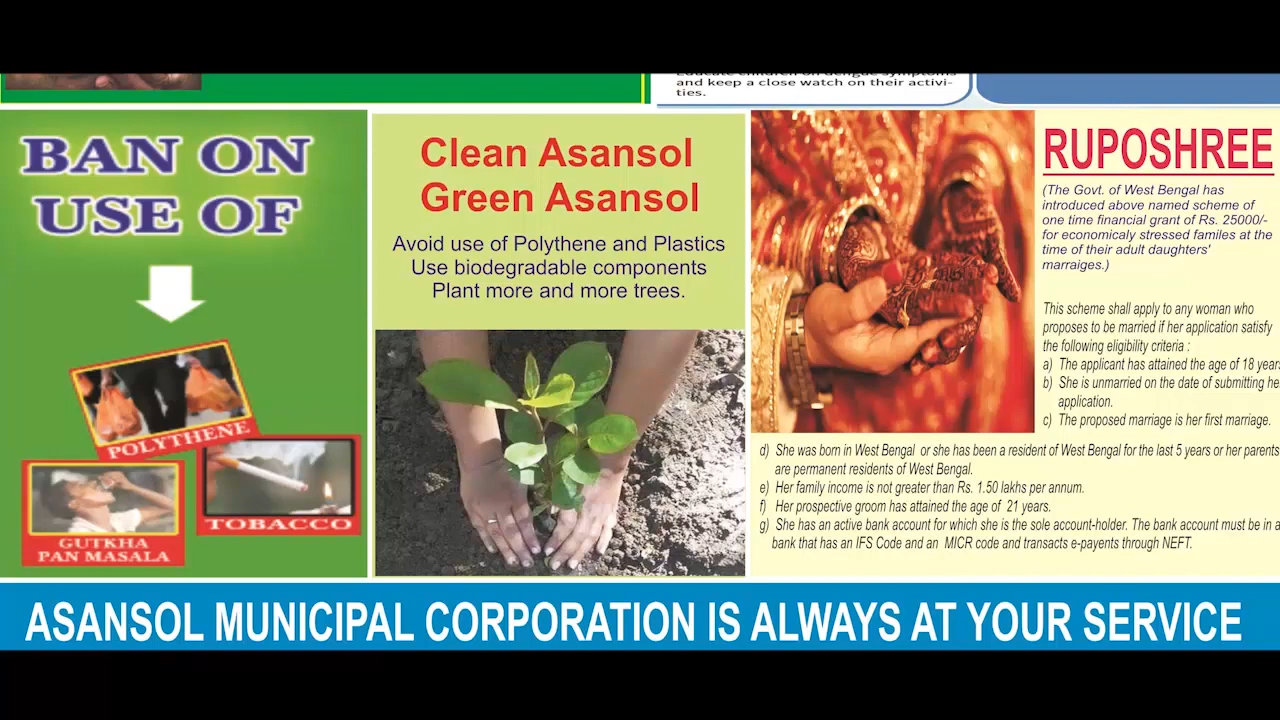 Educate children on dengue symptoms
and keep a close watch on their activi-
ties.
BAN ON
USE OF
POLYTHENE
TOBACCO
GUTKHA
PAN MASALA
Clean Asansol
Green Asansol
Avoid use of Polythene and Plastics
Use biodegradable components
Plant more and more trees.
RUPOSHREE
(The Govt. of West Bengal has
introduced above named scheme of
one time financial grant of Rs. 25000/-
for economicaly stressed familes at the
time of their adult daughters'
marraiges.)
This scheme shall apply to any woman who
proposes to be married if her application satisfy
the following eligibility criteria :
a) The applicant has attained the age of 18 years
b) She is unmarried on the date of submitting he
application.
c) The proposed marriage is her first marriage.
d) She was born in West Bengal or she has been a resident of West Bengal for the last 5 years or her parents
are permanent residents of West Bengal.
e) Her family income is not greater than Rs. 1.50 lakhs per annum.
f) Her prospective groom has attained the age of 21 years.
g) She has an active bank account for which she is the sole account-holder. The bank account must be in a
bank that has an IFS Code and an MICR code and transacts e-payents through NEFT.
ASANSOL MUNICIPAL CORPORATION IS ALWAYS AT YOUR SERVICE